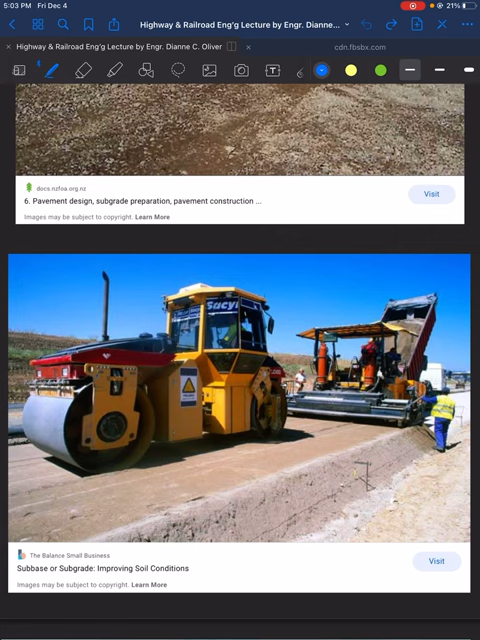 5:03 PM Fri Dec 4
21%
Highway & Railroad Eng'g Lecture by Engr. Dianne...
Highway & Railroad Eng'g Lecture by Engr. Diane C. Oliver
cdn.fbsbx.com
T
docs.nzfoa.org.nz
6. Pavement design, subgrade preparation, pavement construction ...
Visit
Images may be subject to copyright. Learn More
Sucyl
The Balance Small Business
Subbase or Subgrade: Improving Soil Conditions
Visit
Images may be subject to copyright. Learn More